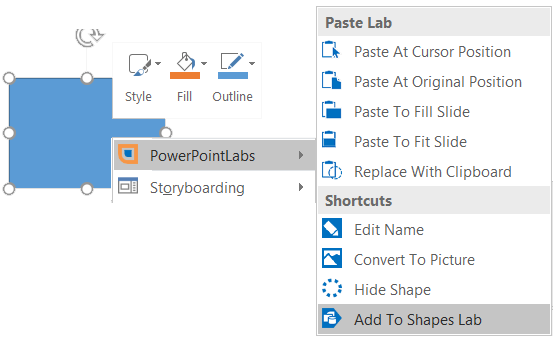 Style
Fill
Outline
PowerPointLabs
Storyboarding
Paste Lab
Paste At Cursor Position
Paste At Original Position
Paste To Fill Slide
Paste To Fit Slide
Replace With Clipboard
Shortcuts
Edit Name
Convert To Picture
Hide Shape
Add To Shapes Lab